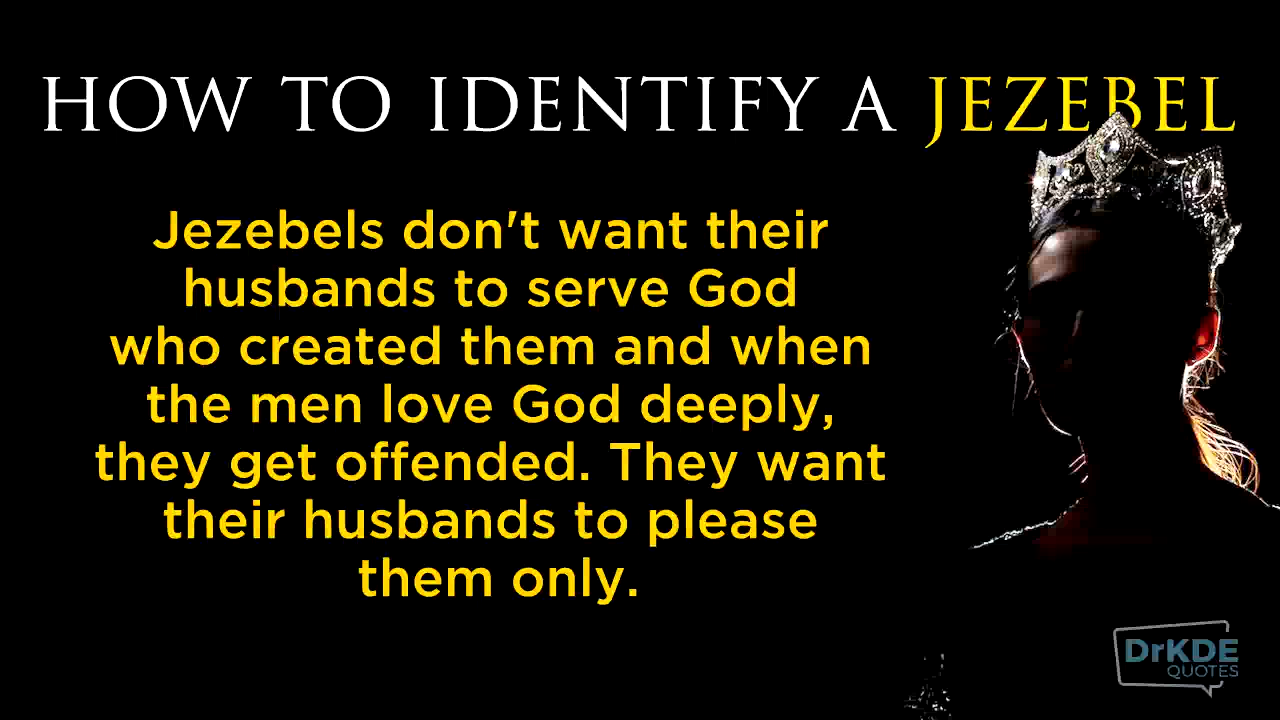 HOW TO IDENTIFY A JEZEBEL
Jezebels don't want their
husbands to serve God
who created them and when
the men love God deeply,
they get offended. They want
their husbands to please
them only.
DrKDE
QUOTES